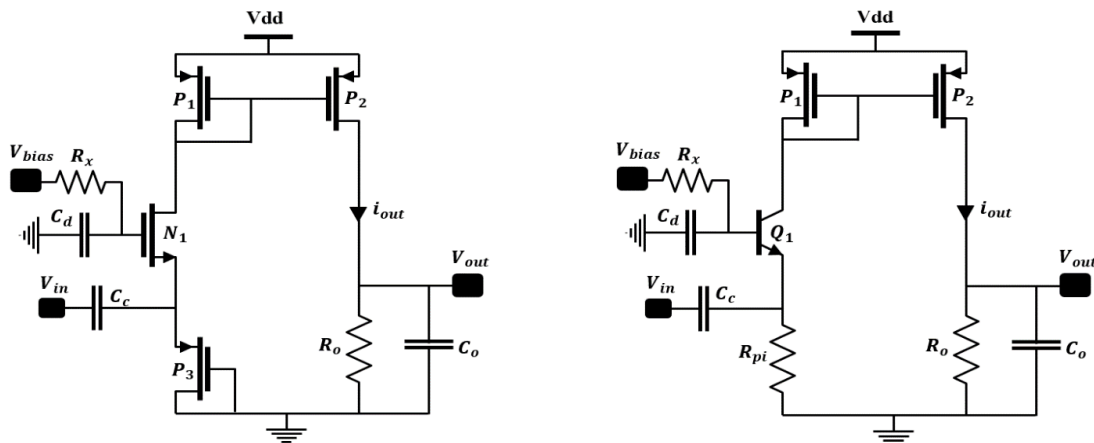 Vdd
P1
P2
Vbias
Rx
Cd
N1
iout
Vin
Cc
Vout
P3
Ro
Co
Vdd
P1
P2
Vbias
Rx
Cd
Q1
iout
Vin
Cc
Vout
Rpi
Ro
Co